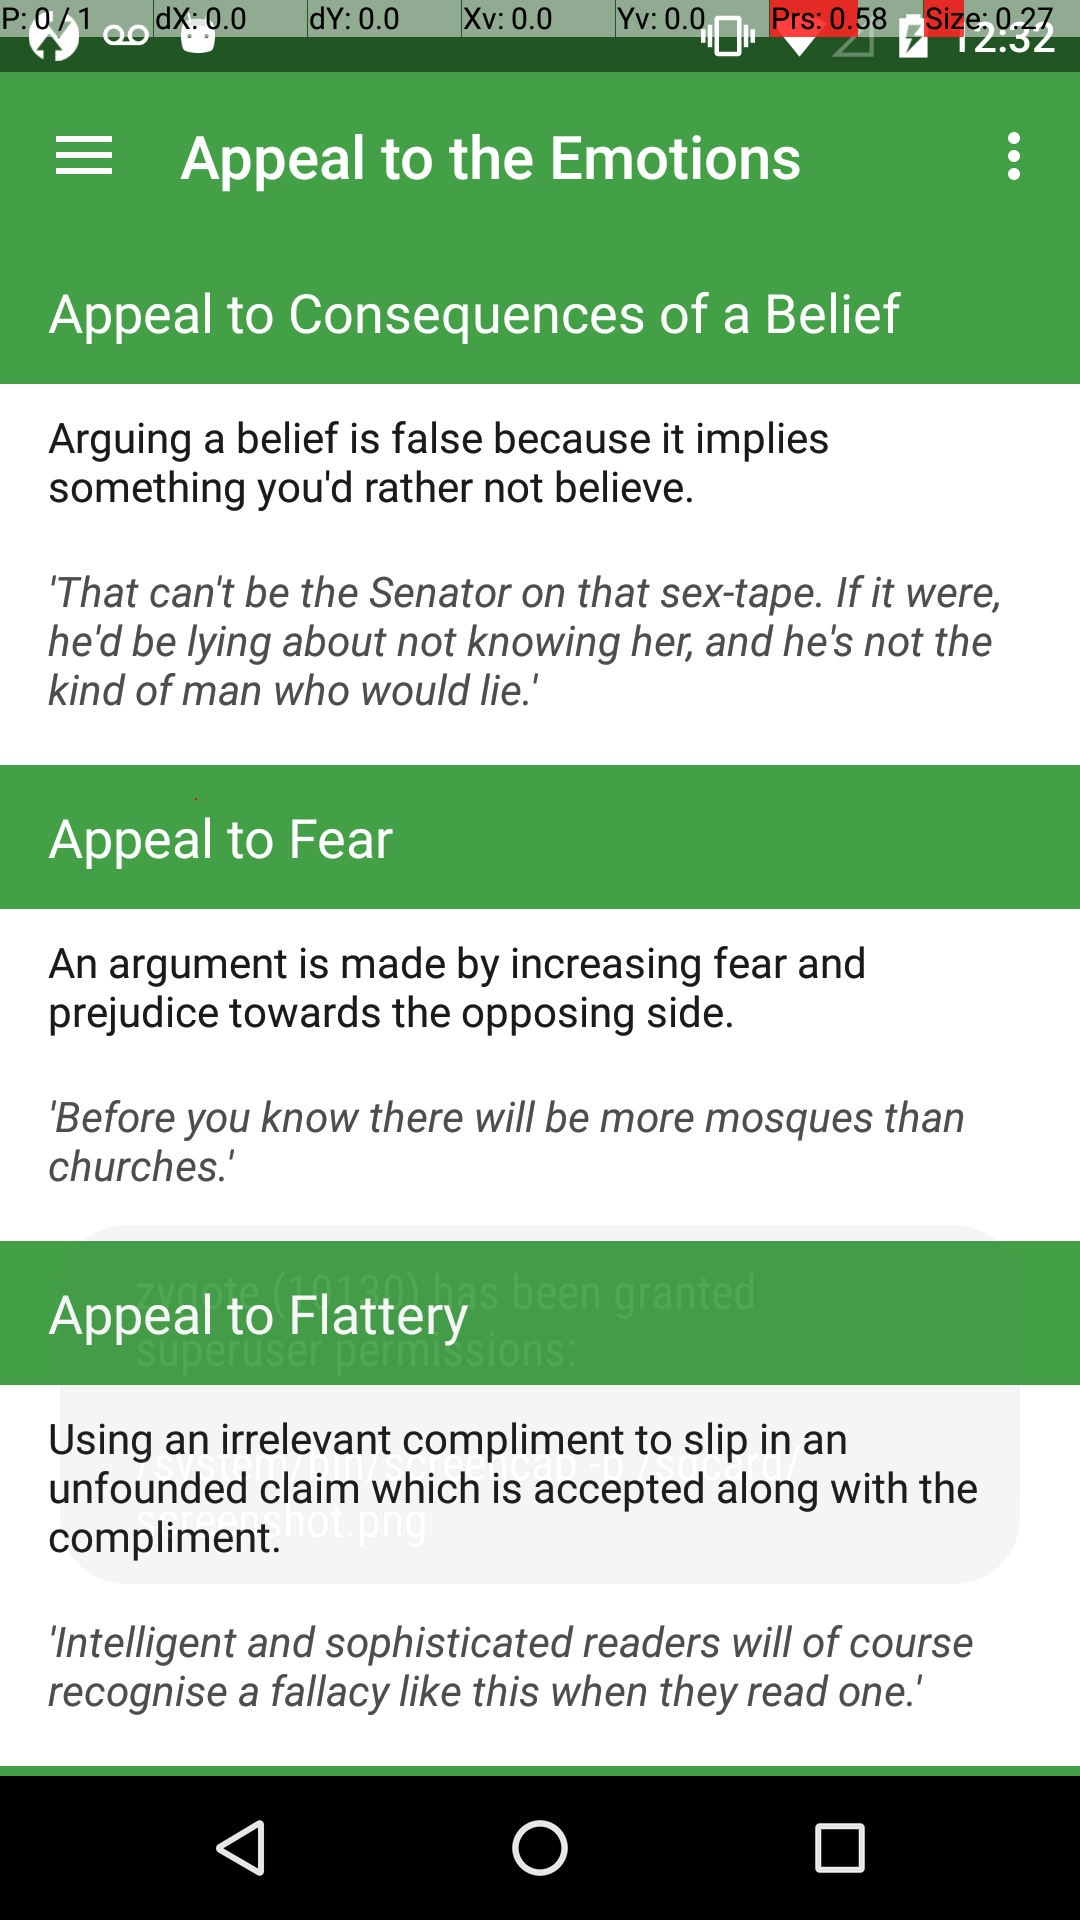 P: 0 / 1 dX: 0.0 dY: 0.0 Xv: 0.0 Yv: 0.0 Prs: 0.58 Size: 0.27
12:32
Appeal to the Emotions
Appeal to Consequences of a Belief
Arguing a belief is false because it implies
something you'd rather not believe.
'That can't be the Senator on that sex-tape. If it were,
he'd be lying about not knowing her, and he's not the
kind of man who would lie.'
Appeal to Fear
An argument is made by increasing fear and
prejudice towards the opposing side.
'Before you know there will be more mosques than
churches.'
zygote (10130) has been granted
Appeal to Flattery
superuser permissions:
Using an irrelevant compliment to slip in an
/system/bin/screencap -p /sdcard/
unfounded claim which is accepted along with the
screenshot.png
compliment.
'Intelligent and sophisticated readers will of course
recognise a fallacy like this when they read one.'